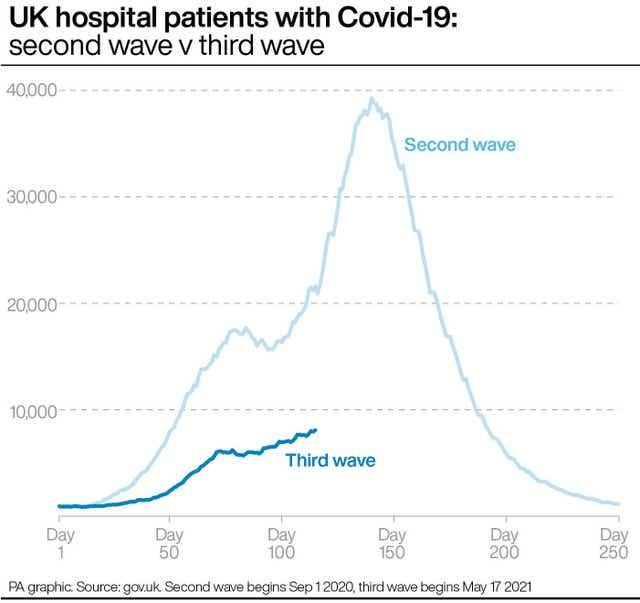 UK hospital patients with Covid-19:
second wave v third wave
40,000
Second wave
30,000
20,000
10,000
Third wave
Day
1
Day
50
Day
100
Day
150
Day
200
Day
250
PA graphic. Source: gov.uk. Second wave begins Sep 1 2020, third wave begins May 17 2021